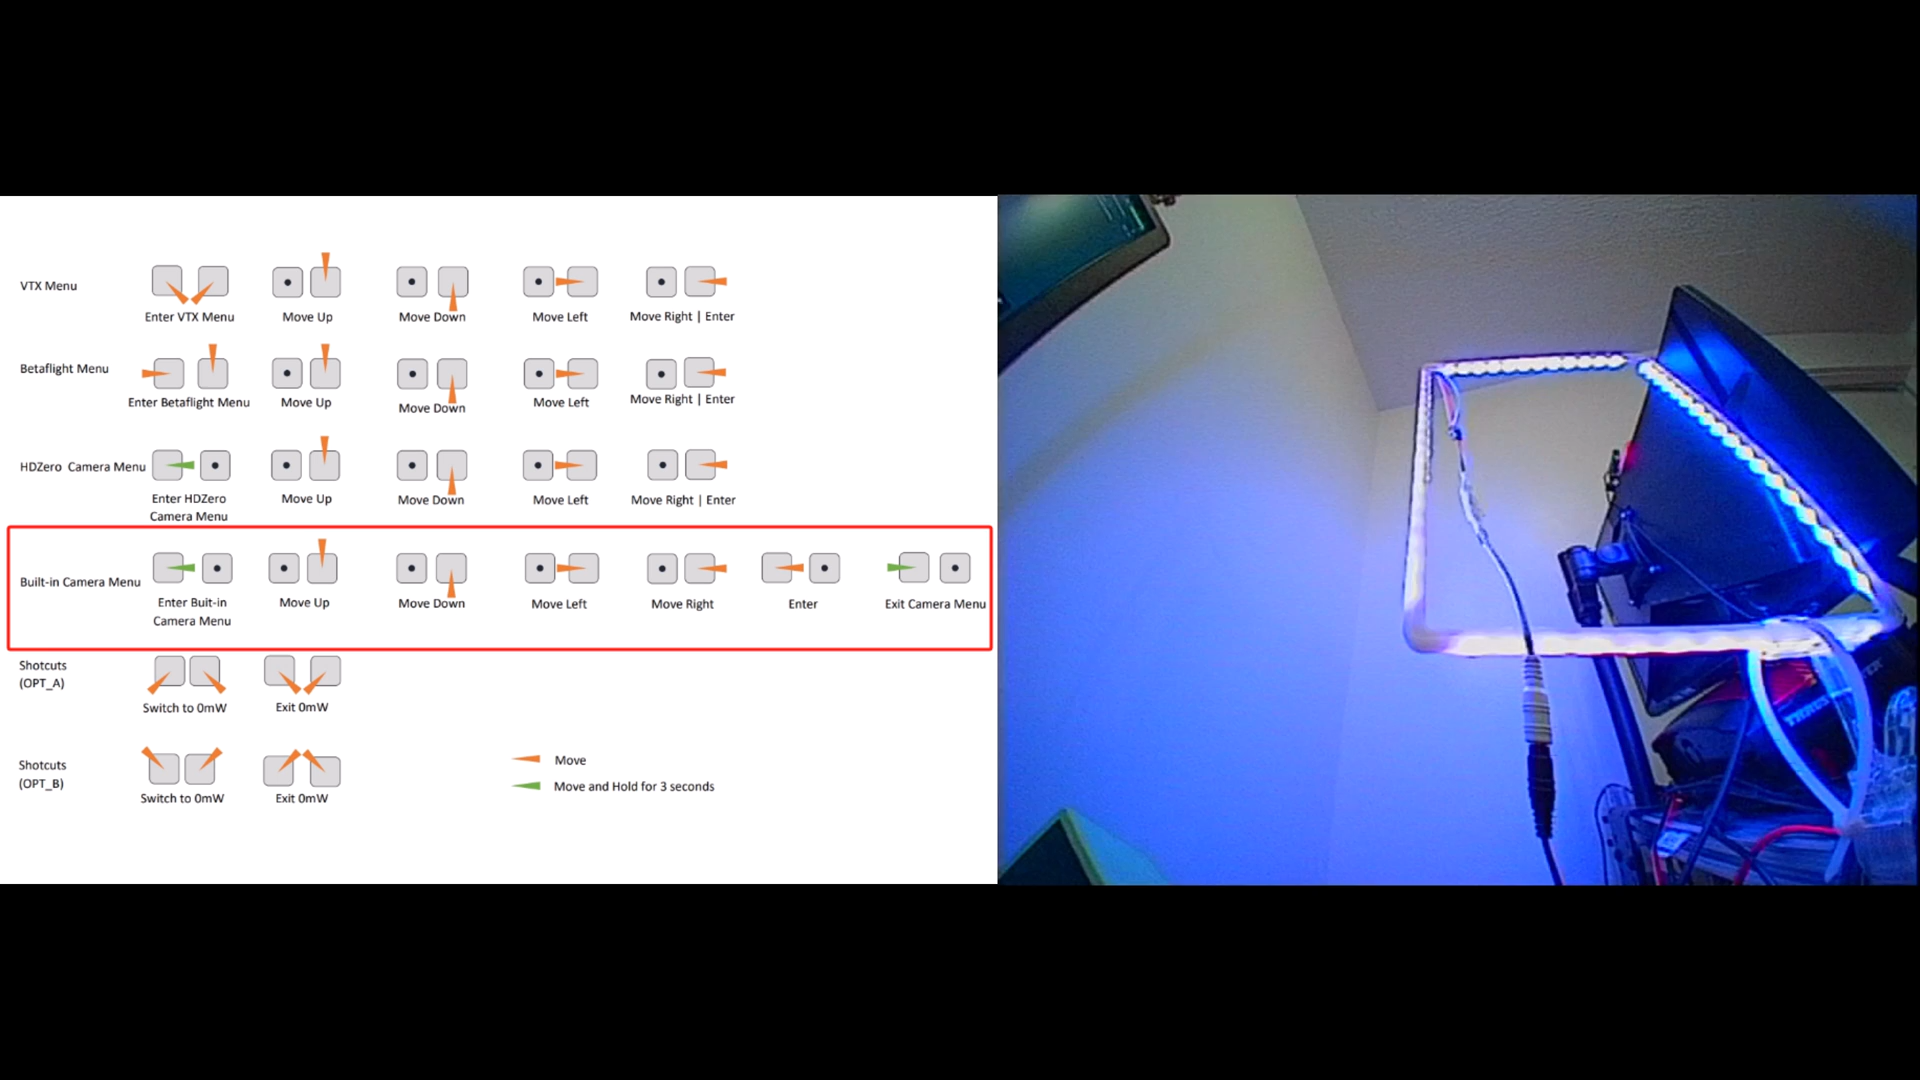 VTX Menu
Enter VTX Menu
Move Up
Move Down
Move Left
Move Right | Enter
Betaflight Menu
Enter Betaflight Menu
Move Up
Move Down
Move Left
Move Right | Enter
HDZero Camera Menu
Enter HDZero
Camera Menu
Move Up
Move Down
Move Left
Move Right | Enter
Built-in Camera Menu
Enter Buit-in
Camera Menu
Move Up
Move Down
Move Left
Move Right
Enter
Exit Camera Menu
Shotcuts
(OPT_A)
Switch to 0mW
Exit 0mW
Shotcuts
(OPT_B)
Switch to 0mW
Exit 0mW
Move
Move and Hold for 3 seconds